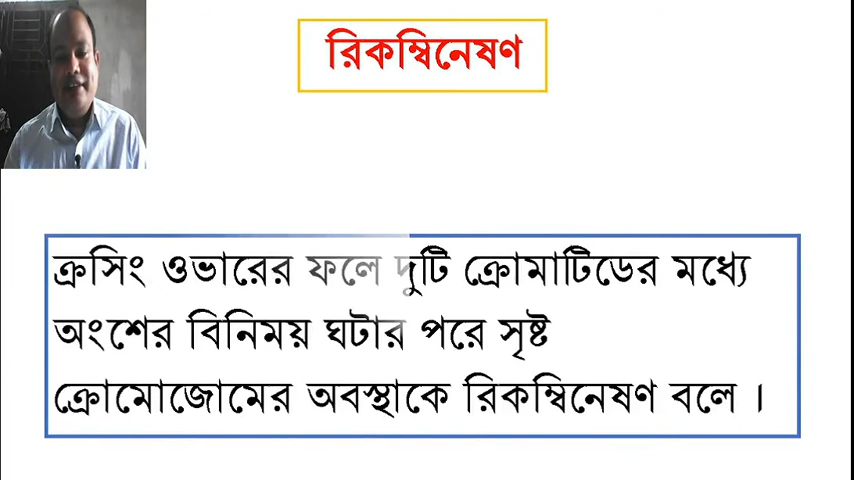 রিকম্বিনেষণ
ক্রসিং ওভারের ফলে দুটি ক্রোমাটিডের মধ্যে
অংশের বিনিময় ঘটার পরে সৃষ্ট
ক্রোমোজোমের অবস্থাকে রিকম্বিনেষণ বলে ।